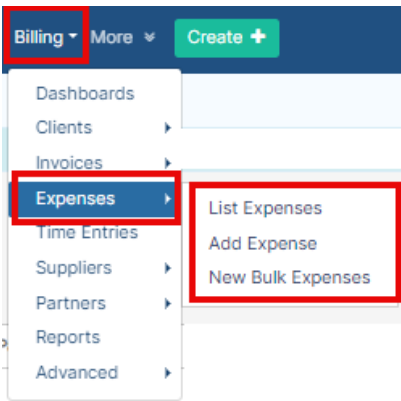 Billing More Create +
Dashboards
Clients
Invoices
Expenses
List Expenses
Add Expense
New Bulk Expenses
Time Entries
Suppliers
Partners
Reports
Advanced